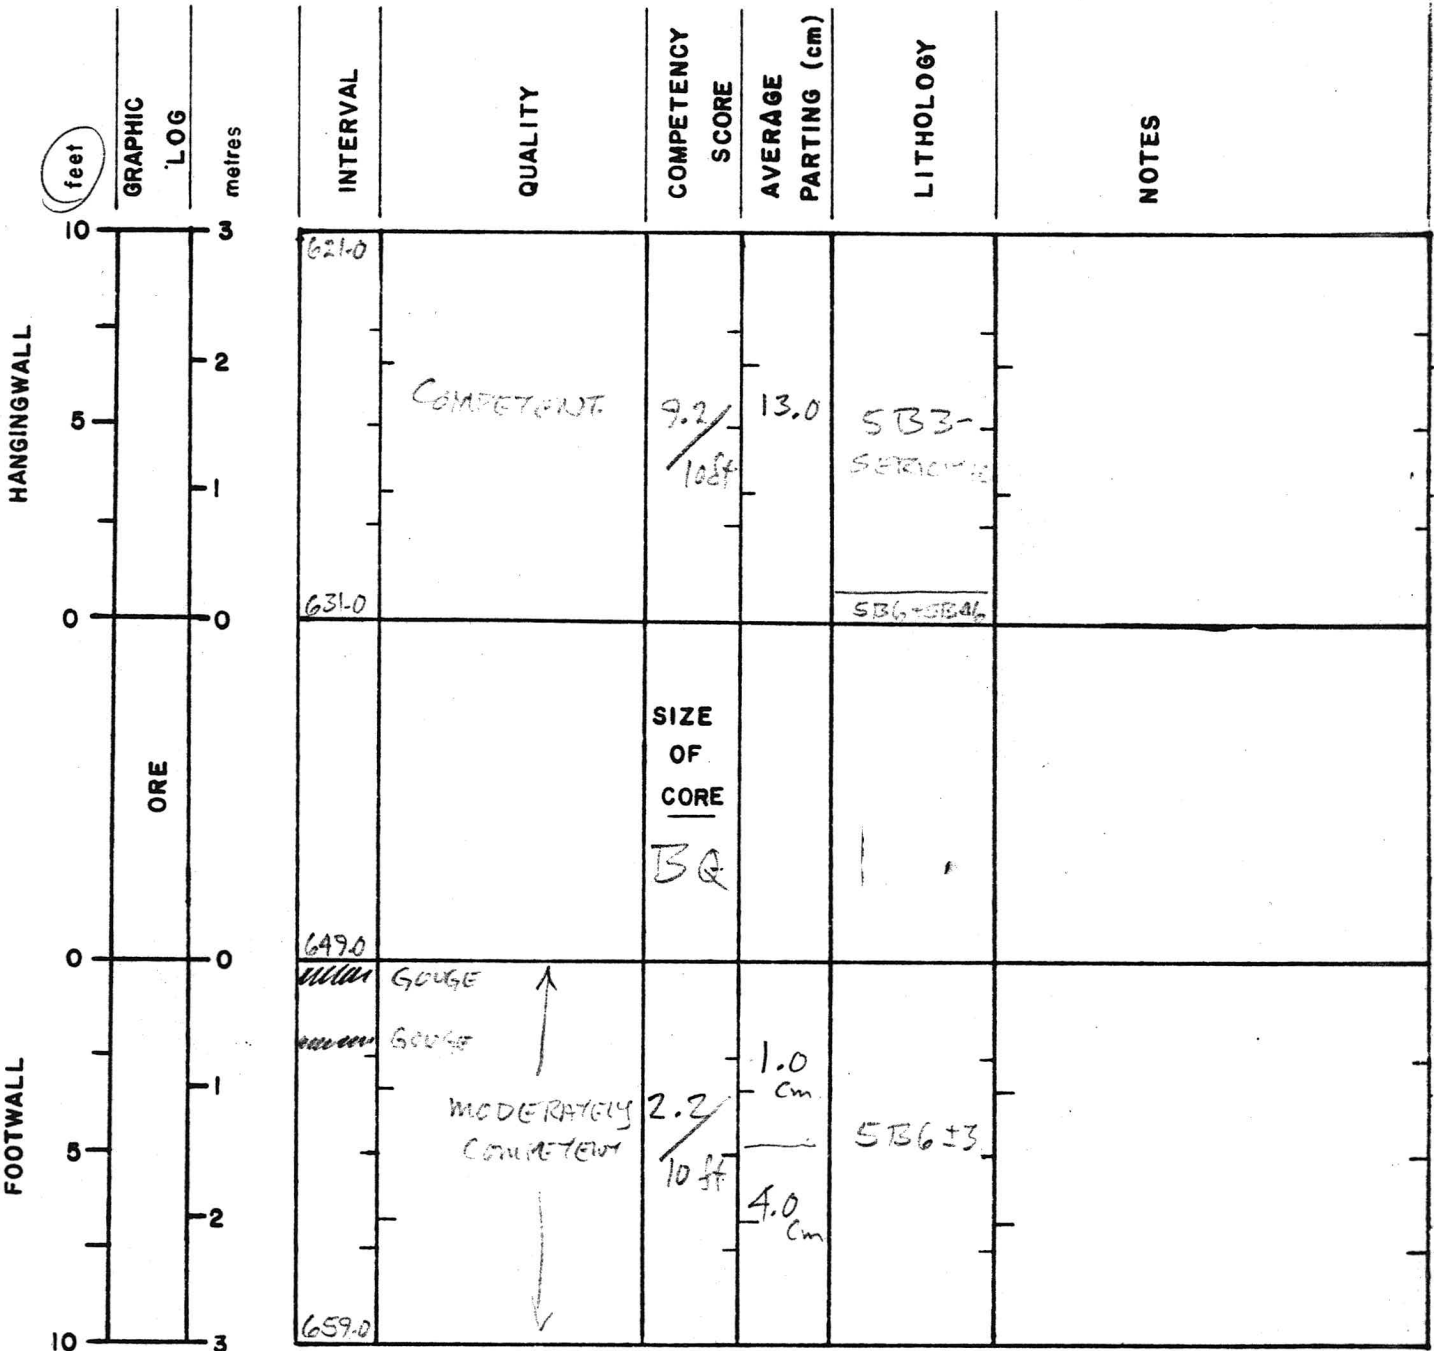 feet
GRAPHIC LOG
metres
INTERVAL
QUALITY
COMPETENCY SCORE
AVERAGE PARTING (cm)
LITHOLOGY
NOTES
HANGINGWALL
10
5
0
3
2
1
0
621.0
COMPETENT
9.2/
10ft
13.0
5B3-
SERICITE
631.0
5B6
ORE
SIZE
OF
CORE
BQ
649.0
FOOTWALL
0
5
10
0
1
2
3
GOUGE
GOUGE
MODERATELY
COMPETENT
2.2/
10 ft
1.0
cm
4.0
cm
5B6±3
659.0